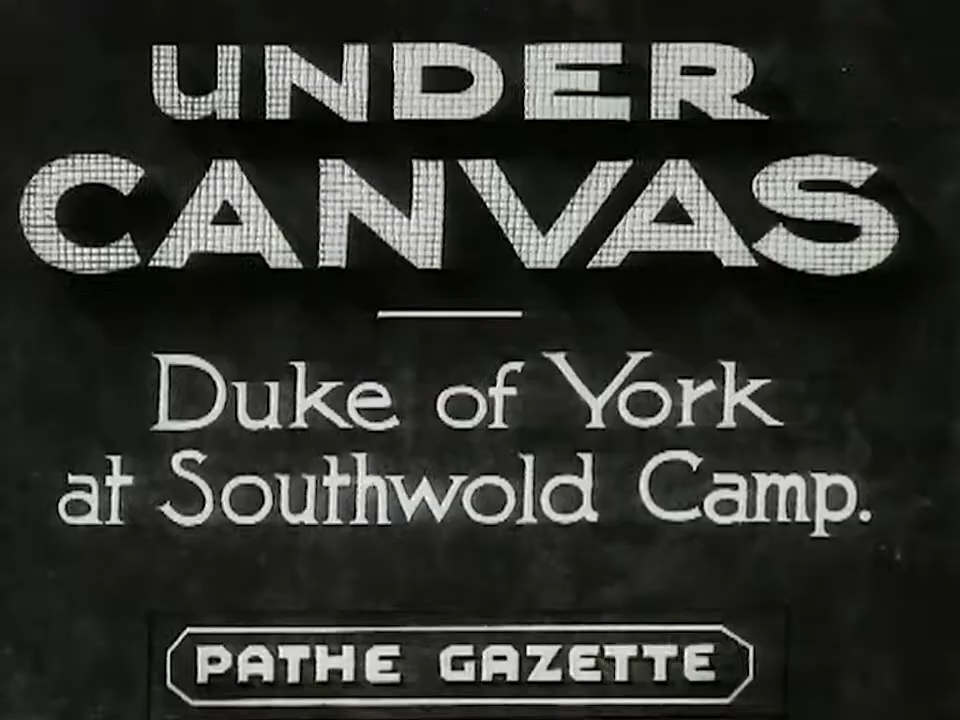 UNDER
CANVAS
Duke of York
at Southwold Camp.
PATHE GAZETTE